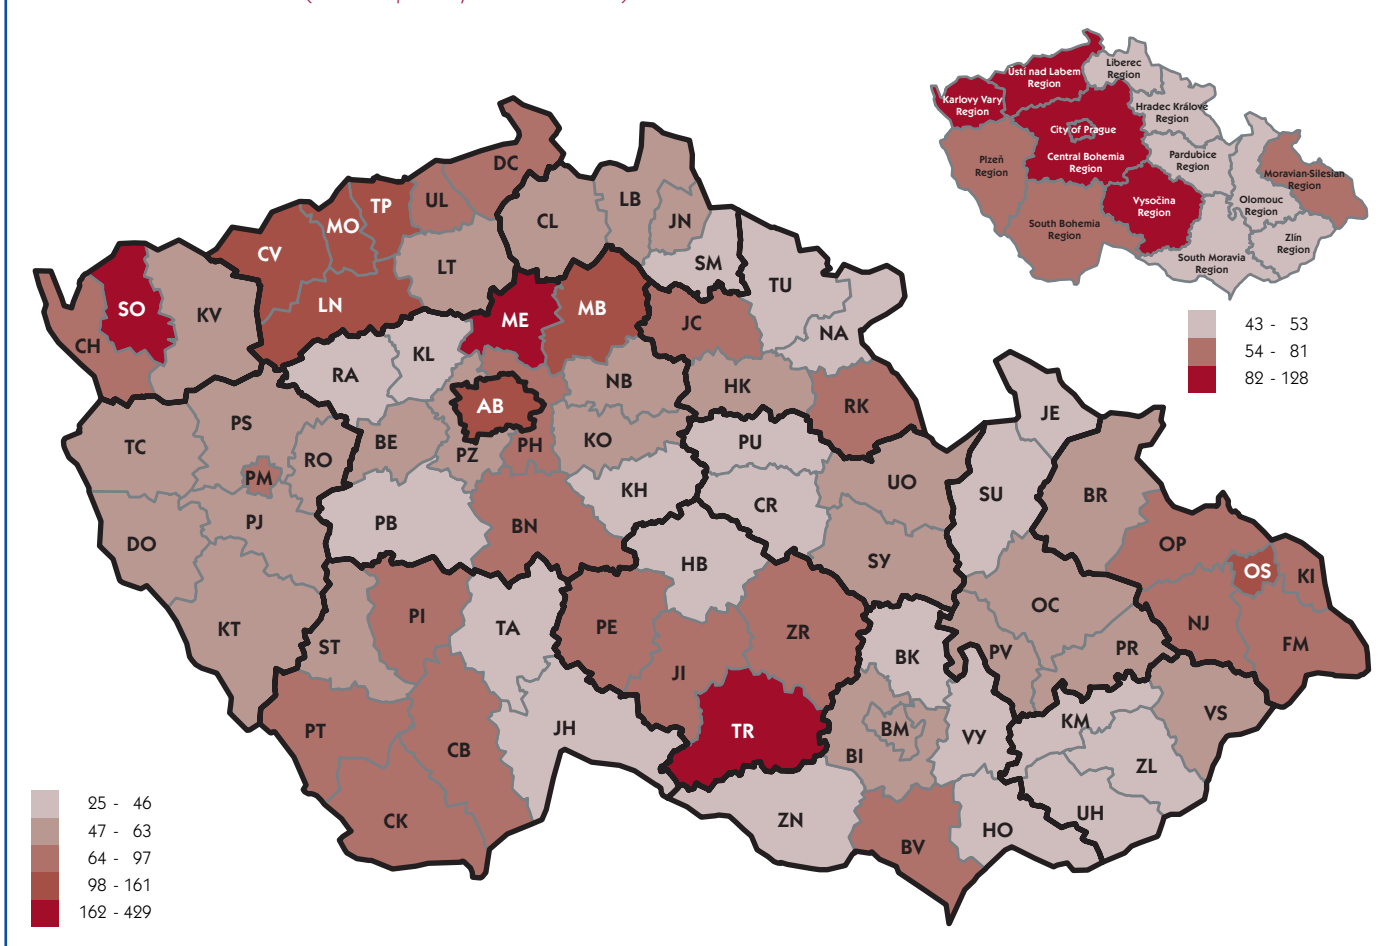 Liberec
Region
Ústí nad Labem
Region
Karlovy Vary
Region
Hradec Králové
Region
City of Prague
Central Bohemia
Region
Pardubice
Region
Plzeň
Region
Moravian-Silesian
Region
Vysočina
Region
Olomouc
Region
South Bohemia
Region
Zlín
Region
South Moravia
Region
43 - 53
54 - 81
82 - 128
DC
TP
UL
LB
MO
CL
JN
CV
LT
SM
TU
SO
KV
LN
ME
MB
JC
NA
CH
KL
RA
NB
HK
AB
RK
JE
PS
TC
BE
PH
KO
PU
PZ
RO
PM
KH
UO
SU
BR
PJ
PB
BN
CR
DO
OP
HB
SY
OS
KI
PI
OC
KT
TA
PE
ZR
NJ
ST
BK
PV
PR
FM
JI
PT
JH
TR
BM
VY
KM
VS
CB
BI
ZL
CK
ZN
HO
UH
BV
25 - 46
47 - 63
64 - 97
98 - 161
162 - 429